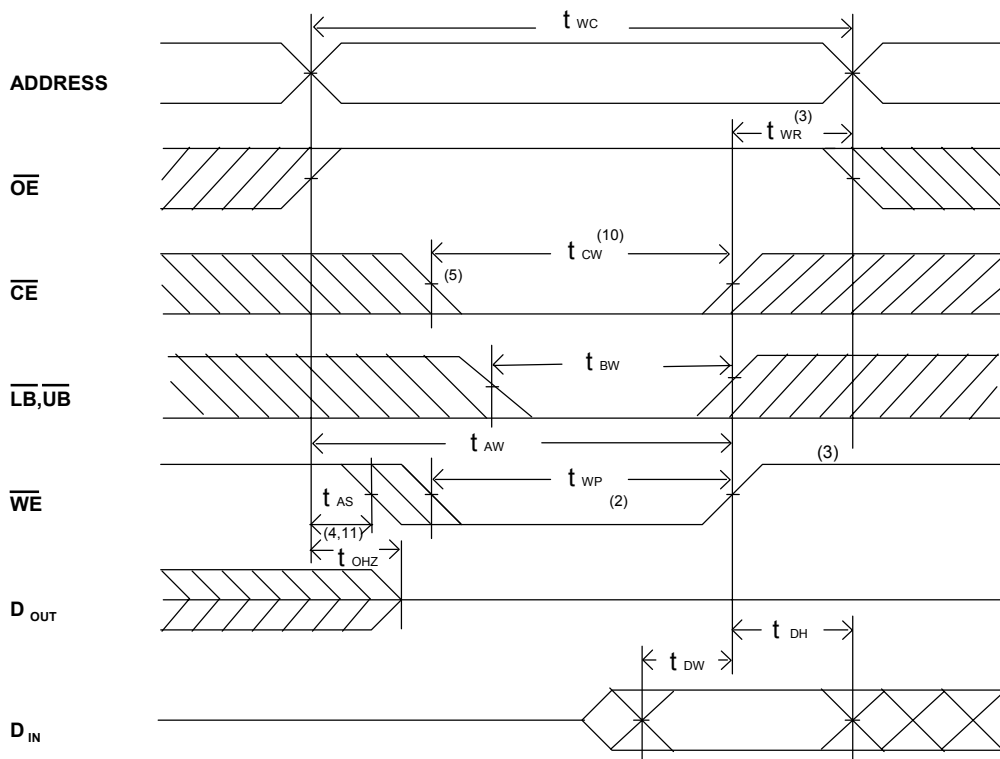 t WC
ADDRESS
t WR (3)
OE
t CW (10)
(5)
CE
t BW
LB,UB
t AW
(3)
t WP
(2)
WE
t AS
(4,11)
t OHZ
D OUT
t DH
t DW
D IN